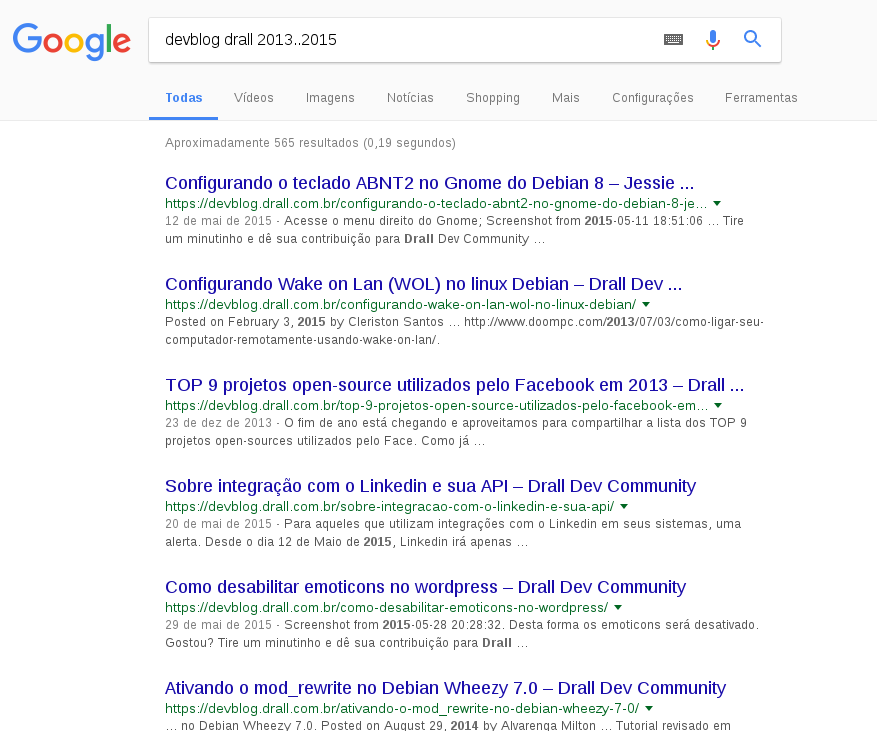 Google
devblog drall 2013..2015
Todas Vídeos Imagens Notícias Shopping Mais Configurações Ferramentas
Aproximadamente 565 resultados (0,19 segundos)
Configurando o teclado ABNT2 no Gnome do Debian 8 – Jessie ...
https://devblog.drall.com.br/configurando-o-teclado-abnt2-no-gnome-do-debian-8-je...
12 de mai de 2015 - Acesse o menu direito do Gnome; Screenshot from 2015-05-11 18:51:06 ... Tire
um minutinho e dê sua contribuição para Drall Dev Community ...
Configurando Wake on Lan (WOL) no linux Debian – Drall Dev ...
https://devblog.drall.com.br/configurando-wake-on-lan-wol-no-linux-debian/
Posted on February 3, 2015 by Cleriston Santos ... http://www.doompc.com/2013/07/03/como-ligar-seu-
computador-remotamente-usando-wake-on-lan/.
TOP 9 projetos open-source utilizados pelo Facebook em 2013 – Drall ...
https://devblog.drall.com.br/top-9-projetos-open-source-utilizados-pelo-facebook-em...
23 de dez de 2013 - O fim de ano está chegando e aproveitamos para compartilhar a lista dos TOP 9
projetos open-sources utilizados pelo Face. Como já ...
Sobre integração com o Linkedin e sua API – Drall Dev Community
https://devblog.drall.com.br/sobre-integracao-com-o-linkedin-e-sua-api/
20 de mai de 2015 - Para aqueles que utilizam integrações com o Linkedin em seus sistemas, uma
alerta. Desde o dia 12 de Maio de 2015, Linkedin irá apenas ...
Como desabilitar emoticons no wordpress – Drall Dev Community
https://devblog.drall.com.br/como-desabilitar-emoticons-no-wordpress/
29 de mai de 2015 - Screenshot from 2015-05-28 20:28:32. Desta forma os emoticons será desativado.
Gostou? Tire um minutinho e dê sua contribuição para Drall ...
Ativando o mod_rewrite no Debian Wheezy 7.0 – Drall Dev Community
https://devblog.drall.com.br/ativando-o-mod_rewrite-no-debian-wheezy-7-0/
... no Debian Wheezy 7.0. Posted on August 29, 2014 by Alvarenga Milton ... Tutorial revisado em